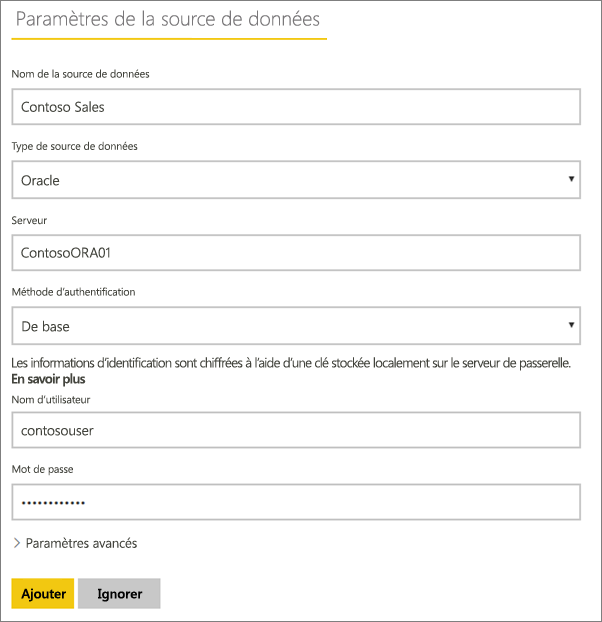 Paramètres de la source de données
Nom de la source de données
Contoso Sales
Type de source de données
Oracle
Serveur
ContosoORA01
Méthode d'authentification
De base
Les informations d'identification sont chiffrées à l'aide d'une clé stockée localement sur le serveur de passerelle.
En savoir plus
Nom d'utilisateur
contosouser
Mot de passe
••••••••••••
Paramètres avancés
Ajouter Ignorer